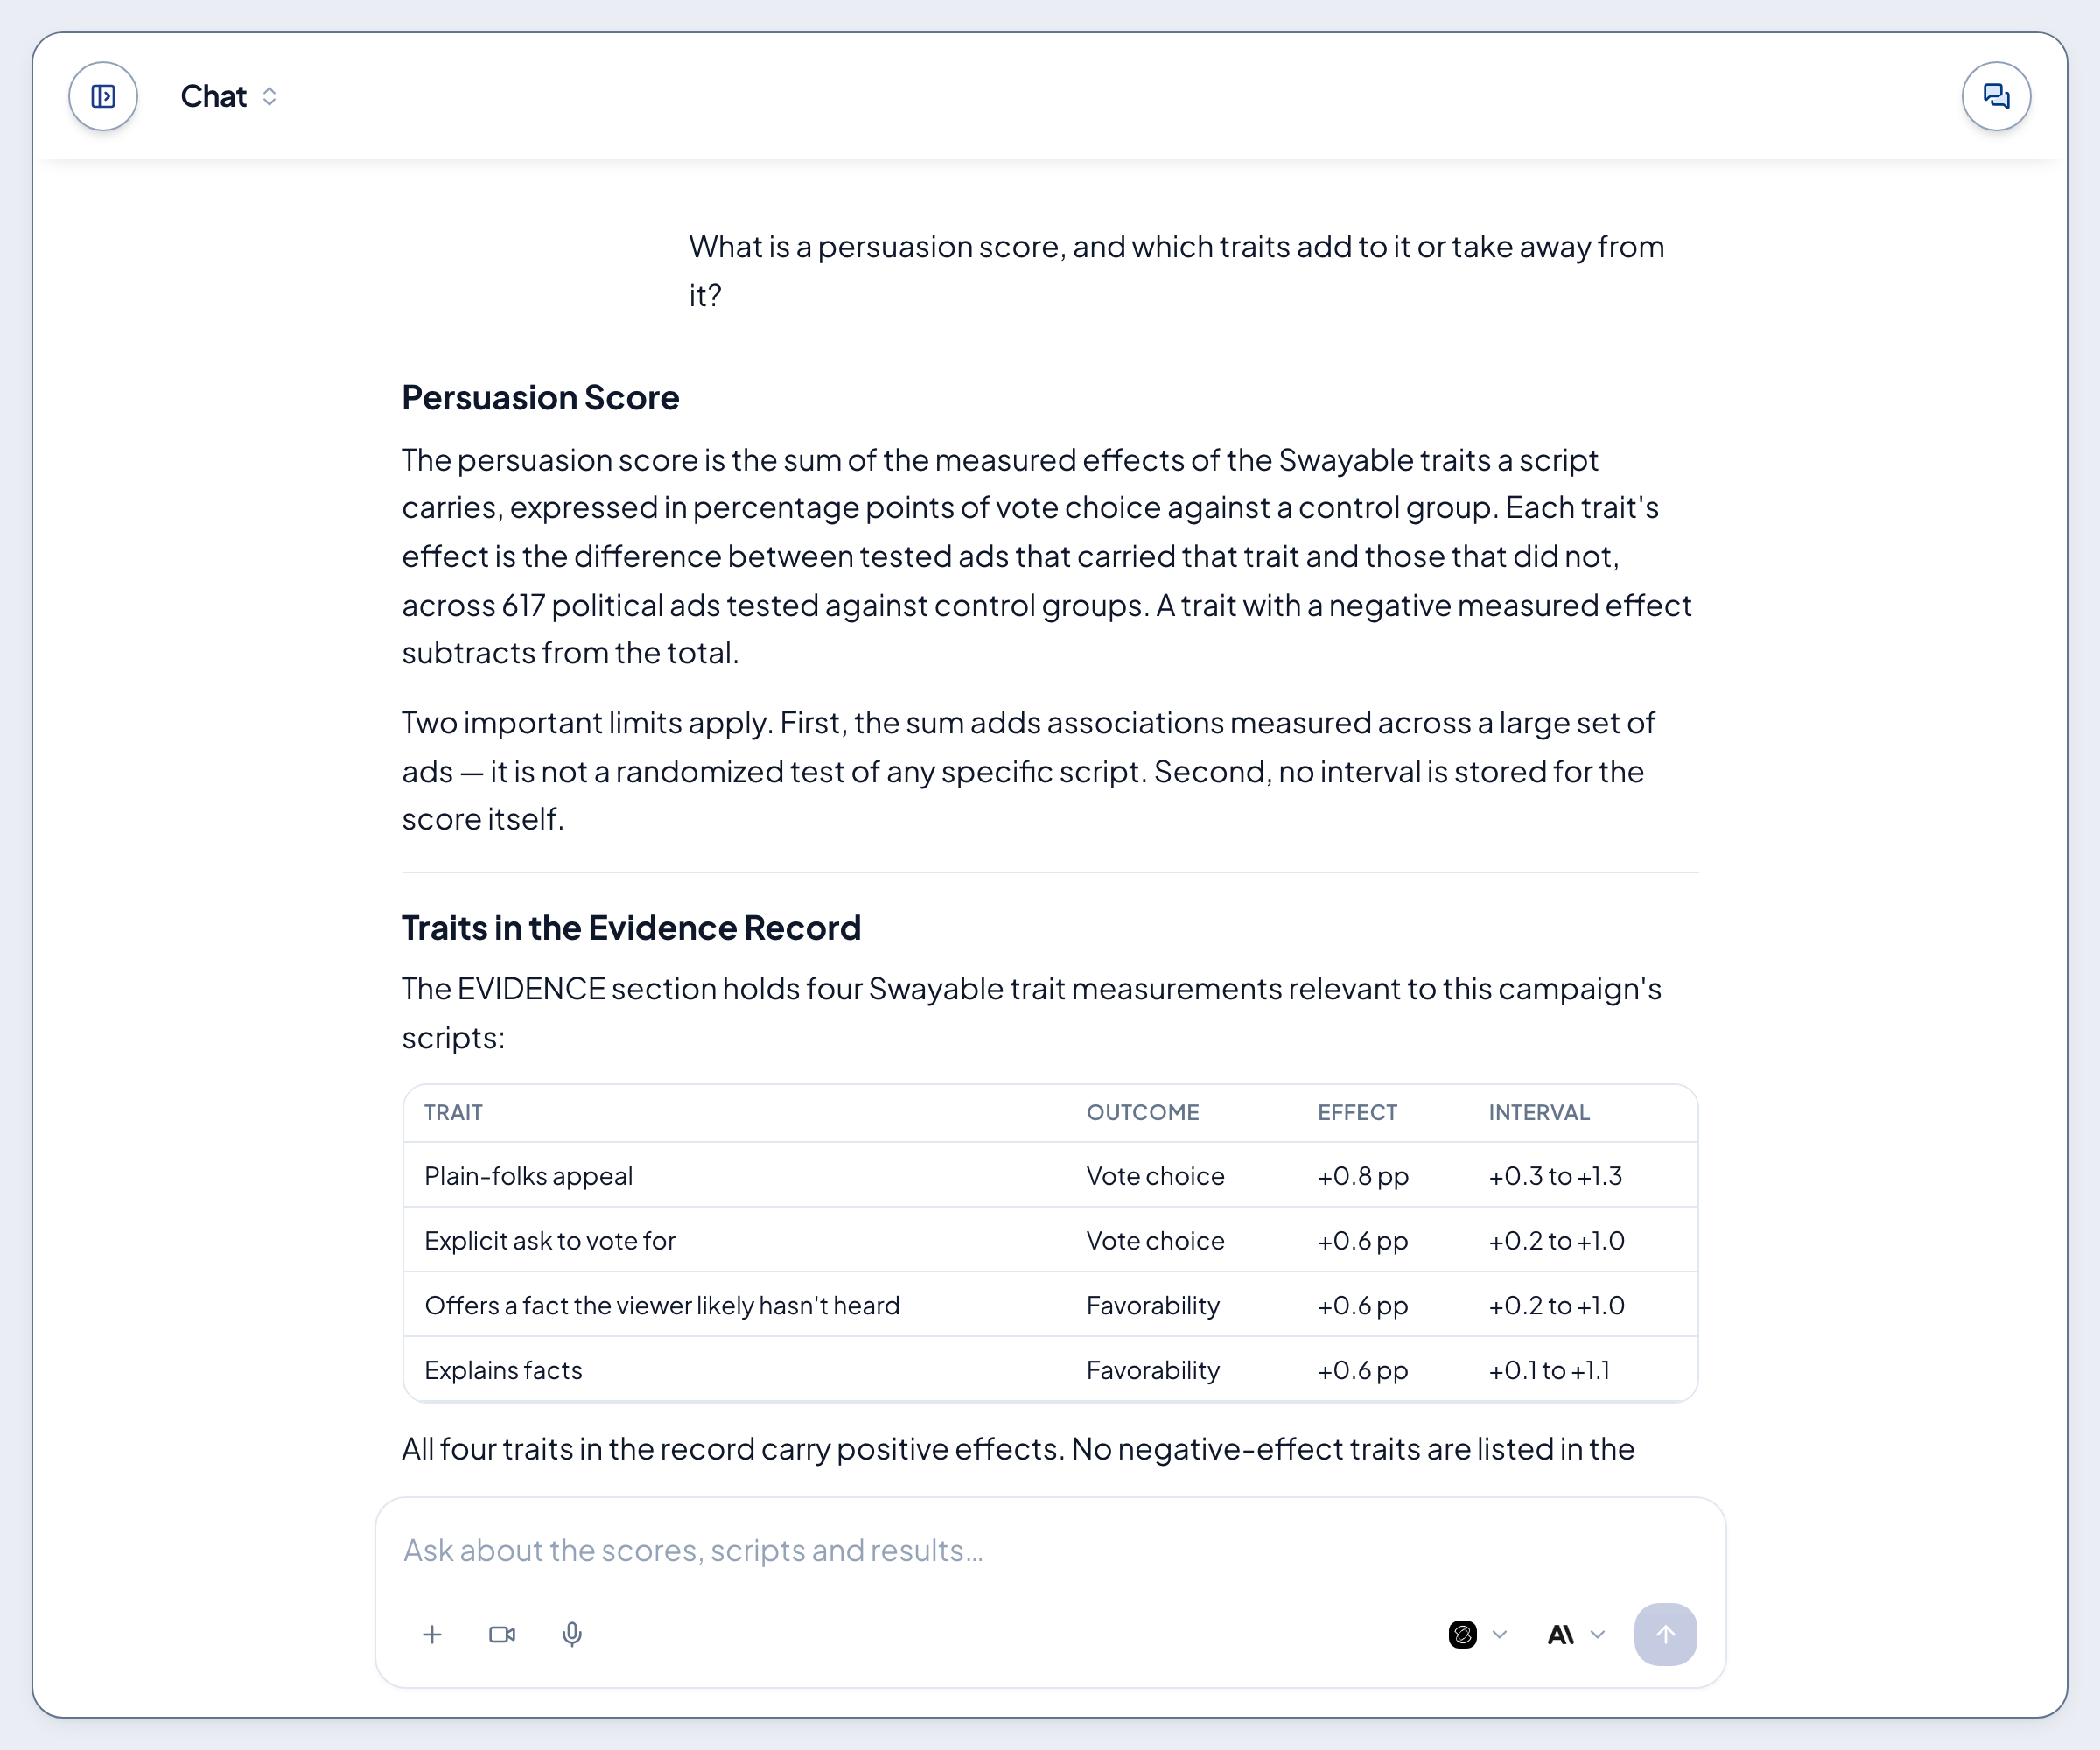 Chat
What is a persuasion score, and which traits add to it or take away from
it?
Persuasion Score
The persuasion score is the sum of the measured effects of the Swayable traits a script
carries, expressed in percentage points of vote choice against a control group. Each trait's
effect is the difference between tested ads that carried that trait and those that did not,
across 617 political ads tested against control groups. A trait with a negative measured effect
subtracts from the total.
Two important limits apply. First, the sum adds associations measured across a large set of
ads — it is not a randomized test of any specific script. Second, no interval is stored for the
score itself.
Traits in the Evidence Record
The EVIDENCE section holds four Swayable trait measurements relevant to this campaign's
scripts:
TRAIT OUTCOME EFFECT INTERVAL
Plain-folks appeal Vote choice +0.8 pp +0.3 to +1.3
Explicit ask to vote for Vote choice +0.6 pp +0.2 to +1.0
Offers a fact the viewer likely hasn't heard Favorability +0.6 pp +0.2 to +1.0
Explains facts Favorability +0.6 pp +0.1 to +1.1
All four traits in the record carry positive effects. No negative-effect traits are listed in the
Ask about the scores, scripts and results...